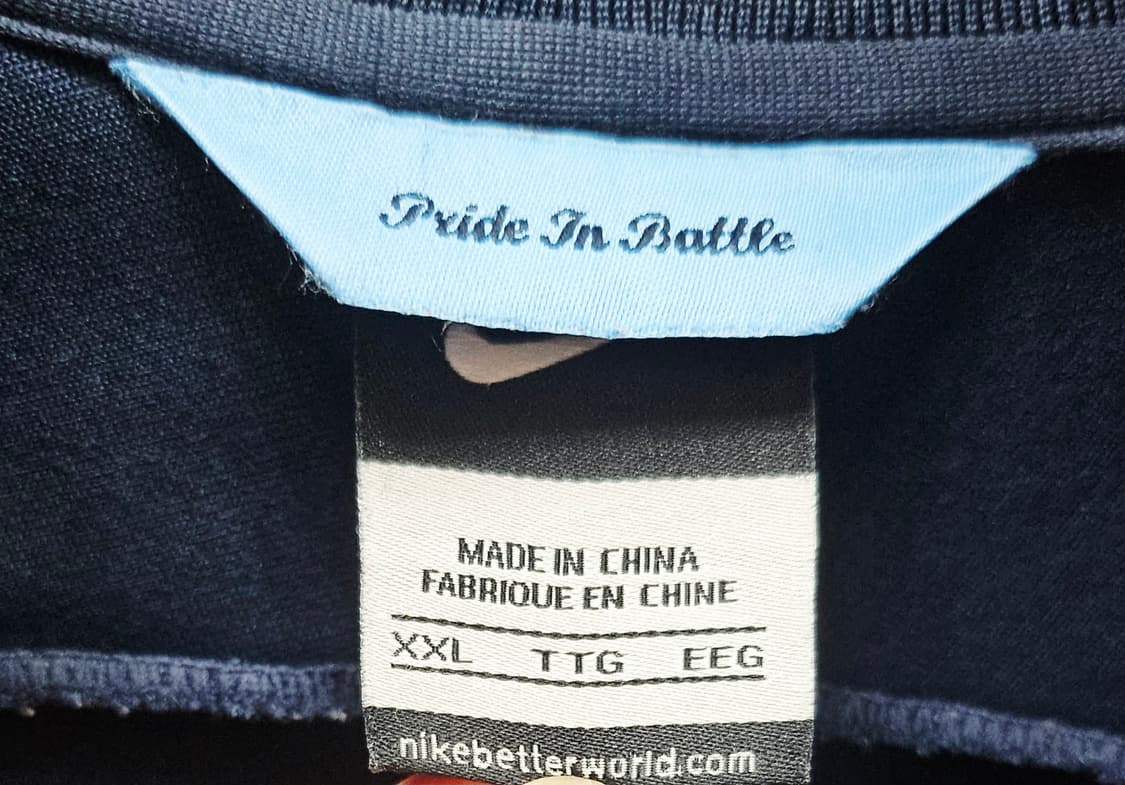 Pride In Battle
MADE IN CHINA
FABRIQUE EN CHINE
XXL TTG EEG
nikebetterworld.com